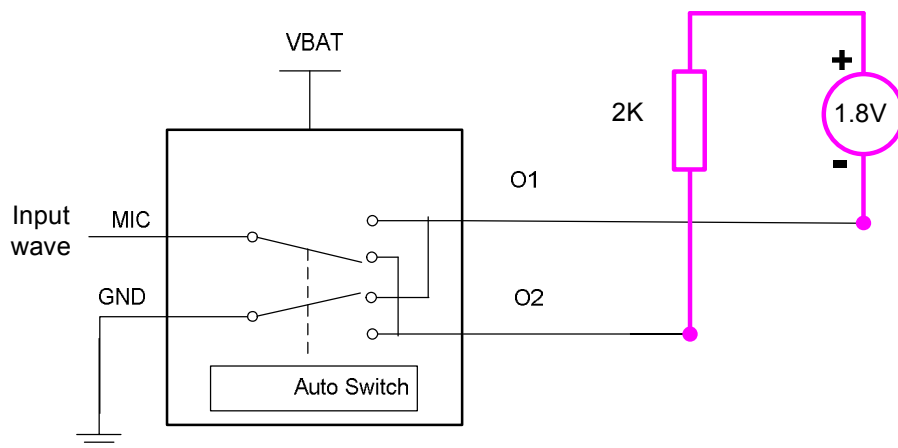 VBAT
+
2K
1.8V
-
O1
Input
wave
MIC
GND
O2
Auto Switch